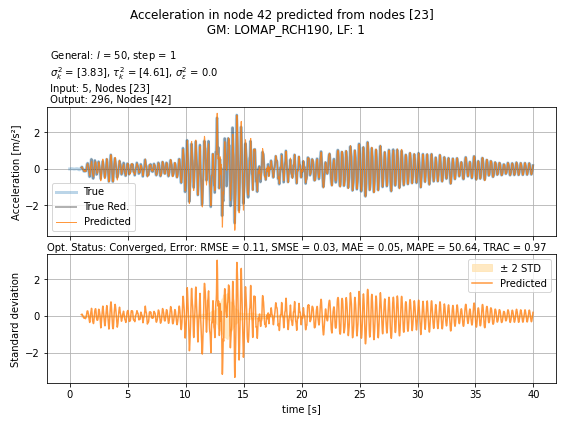 Acceleration in node 42 predicted from nodes [23]
GM: LOMAP_RCH190, LF: 1
General: l = 50, step = 1
σ²ₖ = [3.83], τ²ₖ = [4.61], σ²ε = 0.0
Input: 5, Nodes [23]
Output: 296, Nodes [42]
Acceleration [m/s²]
2
0
−2
True
True Red.
Predicted
Opt. Status: Converged, Error: RMSE = 0.11, SMSE = 0.03, MAE = 0.05, MAPE = 50.64, TRAC = 0.97
Standard deviation
2
0
−2
± 2 STD
Predicted
0 5 10 15 20 25 30 35 40
time [s]